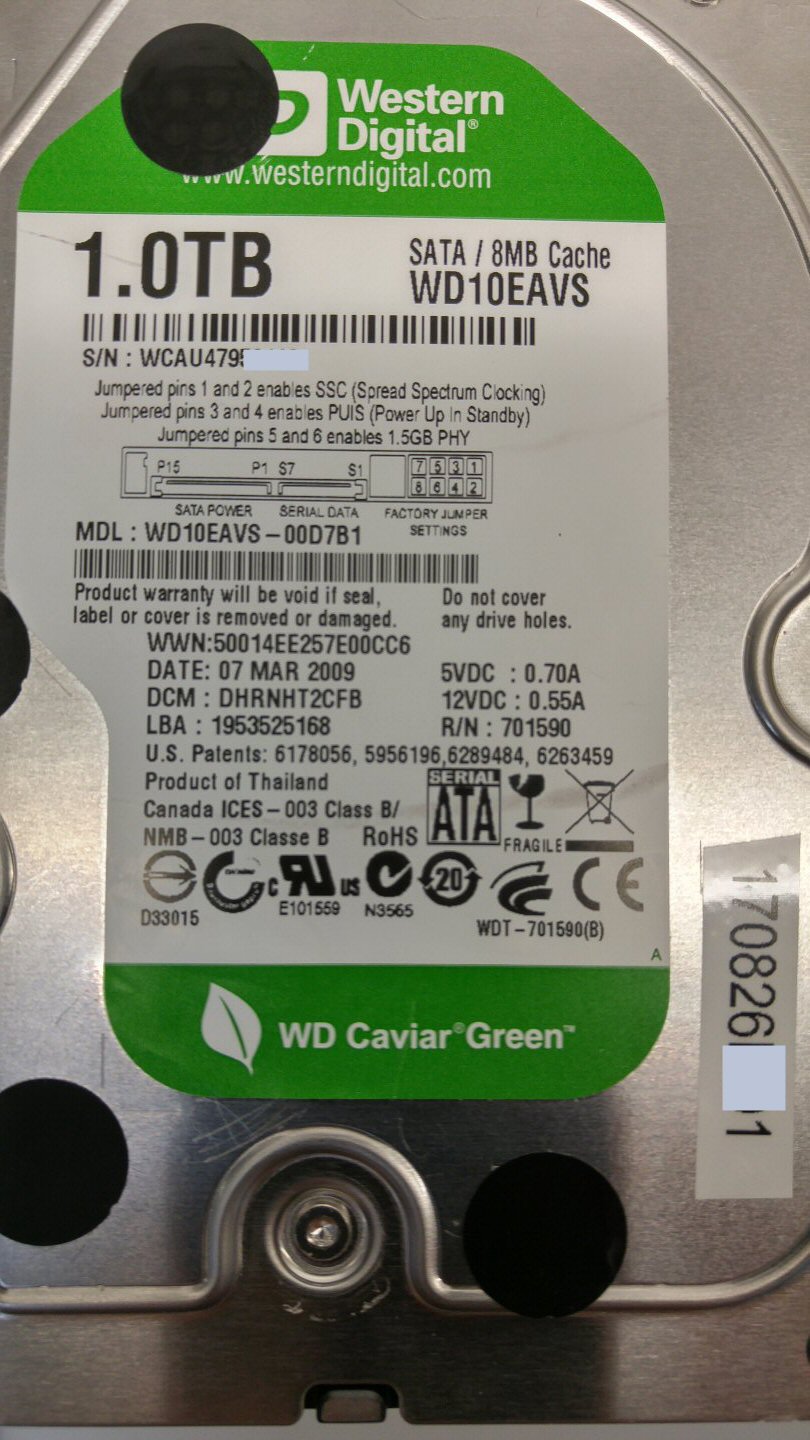 Western
Digital®
www.westerndigital.com
1.0TB
SATA / 8MB Cache
WD10EAVS
S/N : WCAU4795
Jumpered pins 1 and 2 enables SSC (Spread Spectrum Clocking)
Jumpered pins 3 and 4 enables PUIS (Power Up In Standby)
Jumpered pins 5 and 6 enables 1.5GB PHY
P15 P1 S7 S1 7 5 3 1
8 6 4 2
SATA POWER SERIAL DATA FACTORY JUMPER
SETTINGS
MDL : WD10EAVS-00D7B1
Product warranty will be void if seal,
label or cover is removed or damaged.
Do not cover
any drive holes.
WWN:50014EE257E00CC6
DATE: 07 MAR 2009
5VDC : 0.70A
DCM : DHRNHT2CFB
12VDC : 0.55A
LBA : 1953525168
R/N : 701590
U.S. Patents: 6178056, 5956196,6289484, 6263459
Product of Thailand
Canada ICES-003 Class B/
NMB-003 Classe B RoHS
SERIAL
ATA
FRAGILE
D33015
c UR US
E101559
N3565
20
CE
WDT-701590(B)
A
WD Caviar®Green™
170826
1